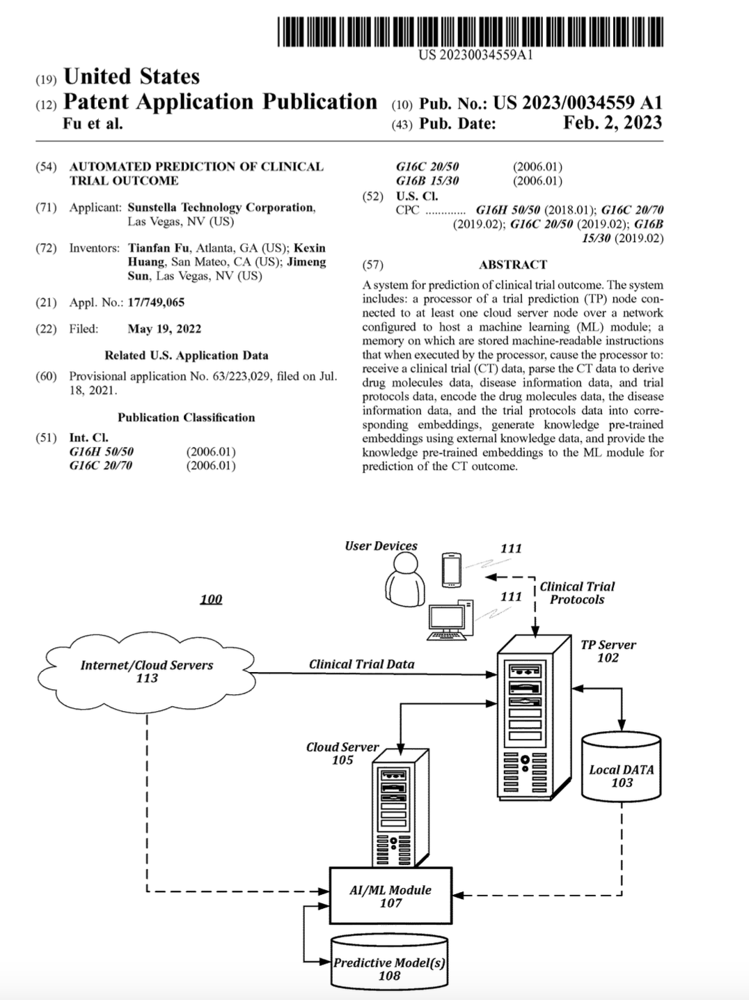 US 20230034559A1
(19) United States
(12) Patent Application Publication
Fu et al.
(10) Pub. No.: US 2023/0034559 A1
(43) Pub. Date: Feb. 2, 2023
(54) AUTOMATED PREDICTION OF CLINICAL
TRIAL OUTCOME
(71) Applicant: Sunstella Technology Corporation,
Las Vegas, NV (US)
(72) Inventors: Tianfan Fu, Atlanta, GA (US); Kexin
Huang, San Mateo, CA (US); Jimeng
Sun, Las Vegas, NV (US)
(21) Appl. No.: 17/749,065
(22) Filed: May 19, 2022
Related U.S. Application Data
(60) Provisional application No. 63/223,029, filed on Jul.
18, 2021.
Publication Classification
(51) Int. Cl.
G16H 50/50 (2006.01)
G16C 20/70 (2006.01)
G16C 20/50 (2006.01)
G16B 15/30 (2006.01)
(52) U.S. Cl.
CPC ............. G16H 50/50 (2018.01); G16C 20/70
(2019.02); G16C 20/50 (2019.02); G16B
15/30 (2019.02)
(57) ABSTRACT
A system for prediction of clinical trial outcome. The system
includes: a processor of a trial prediction (TP) node con-
nected to at least one cloud server node over a network
configured to host a machine learning (ML) module; a
memory on which are stored machine-readable instructions
that when executed by the processor, cause the processor to:
receive a clinical trial (CT) data, parse the CT data to derive
drug molecules data, disease information data, and trial
protocols data, encode the drug molecules data, the disease
information data, and the trial protocols data into corre-
sponding embeddings, generate knowledge pre-trained
embeddings using external knowledge data, and provide the
knowledge pre-trained embeddings to the ML module for
prediction of the CT outcome.
User Devices
111
Clinical Trial
Protocols
111
100
TP Server
102
Internet/Cloud Servers
113
Clinical Trial Data
Cloud Server
105
Local DATA
103
AI/ML Module
107
Predictive Model(s)
108